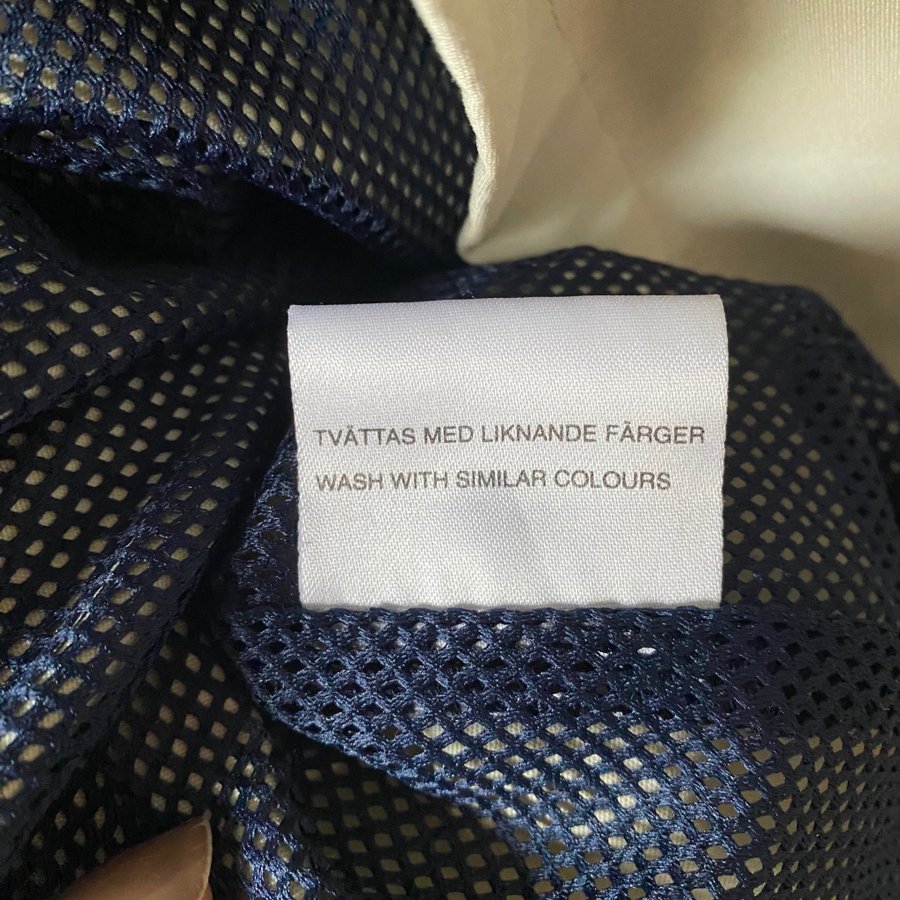 TVÄTTAS MED LIKNANDE FÄRGER
WASH WITH SIMILAR COLOURS